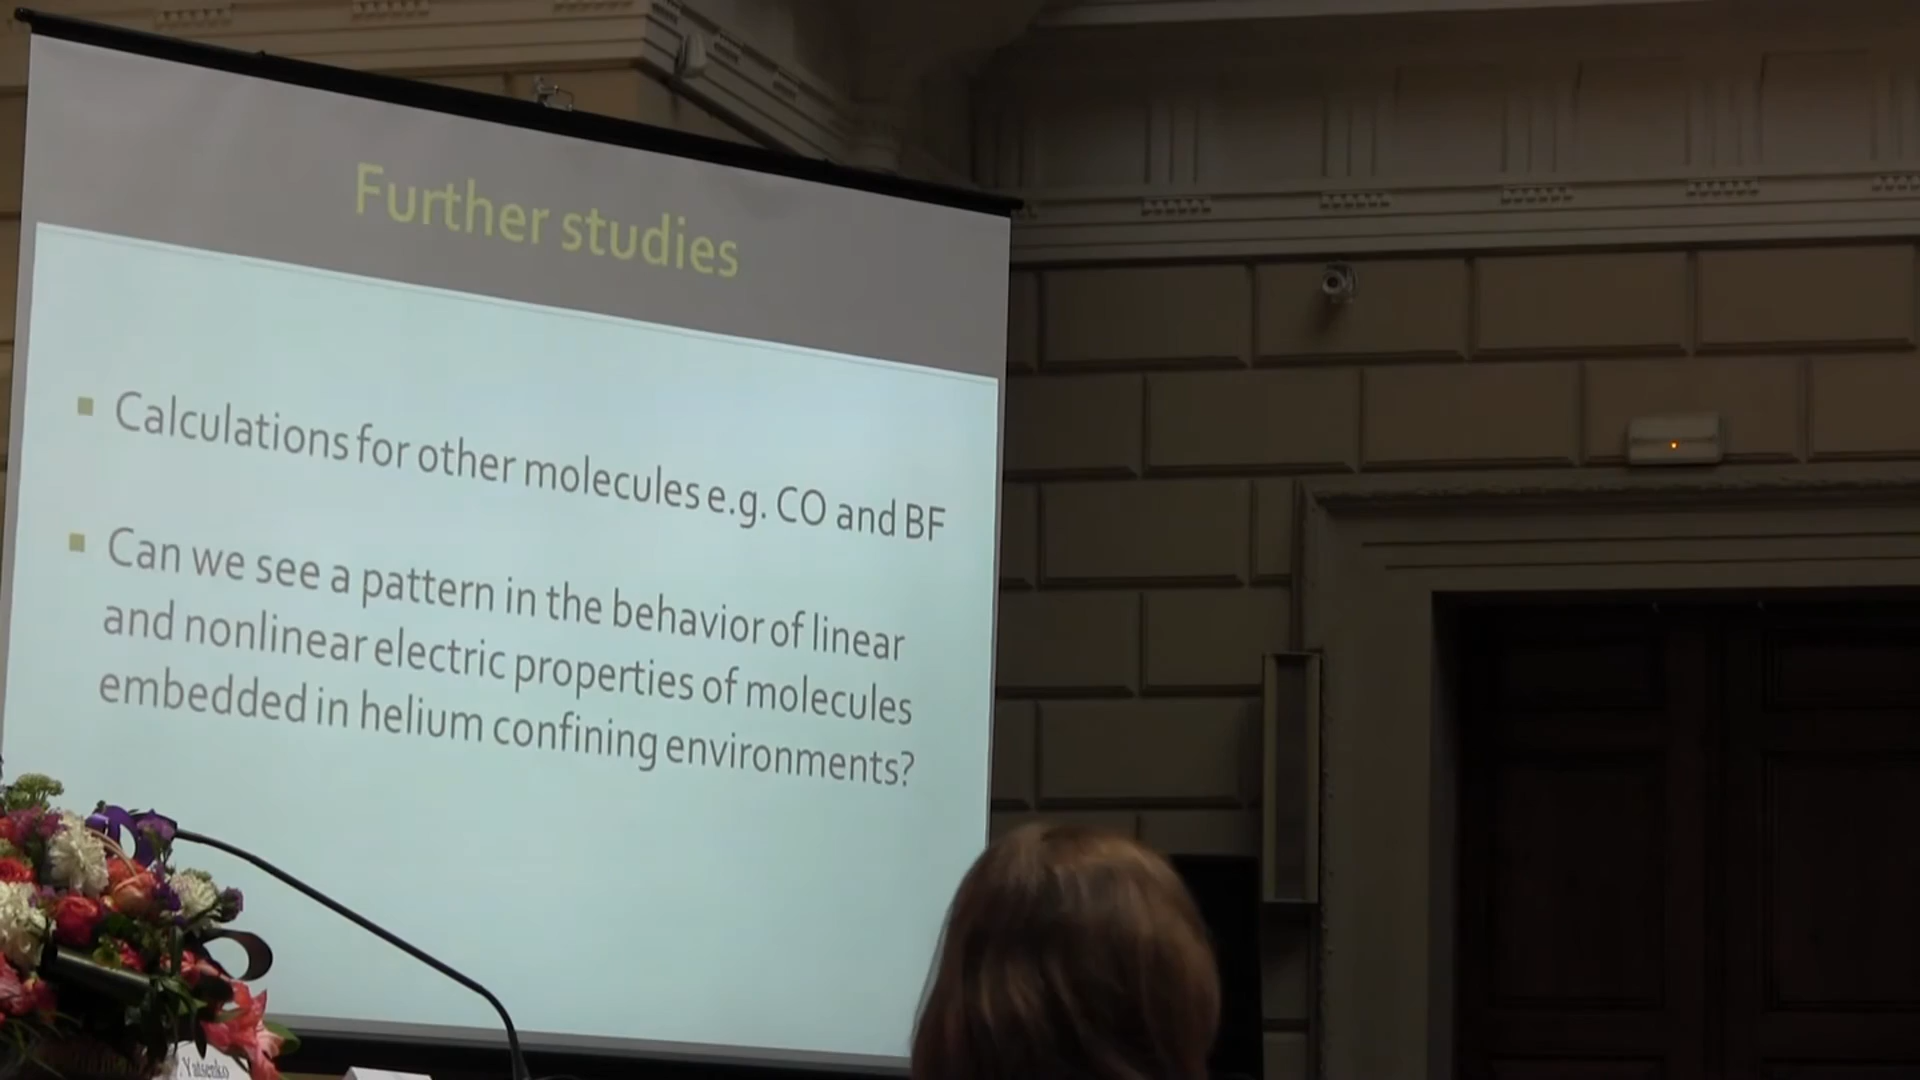 Further studies
Calculations for other molecules e.g. CO and BF
Can we see a pattern in the behavior of linear
and nonlinear electric properties of molecules
embedded in helium confining environments?
Yatsenko